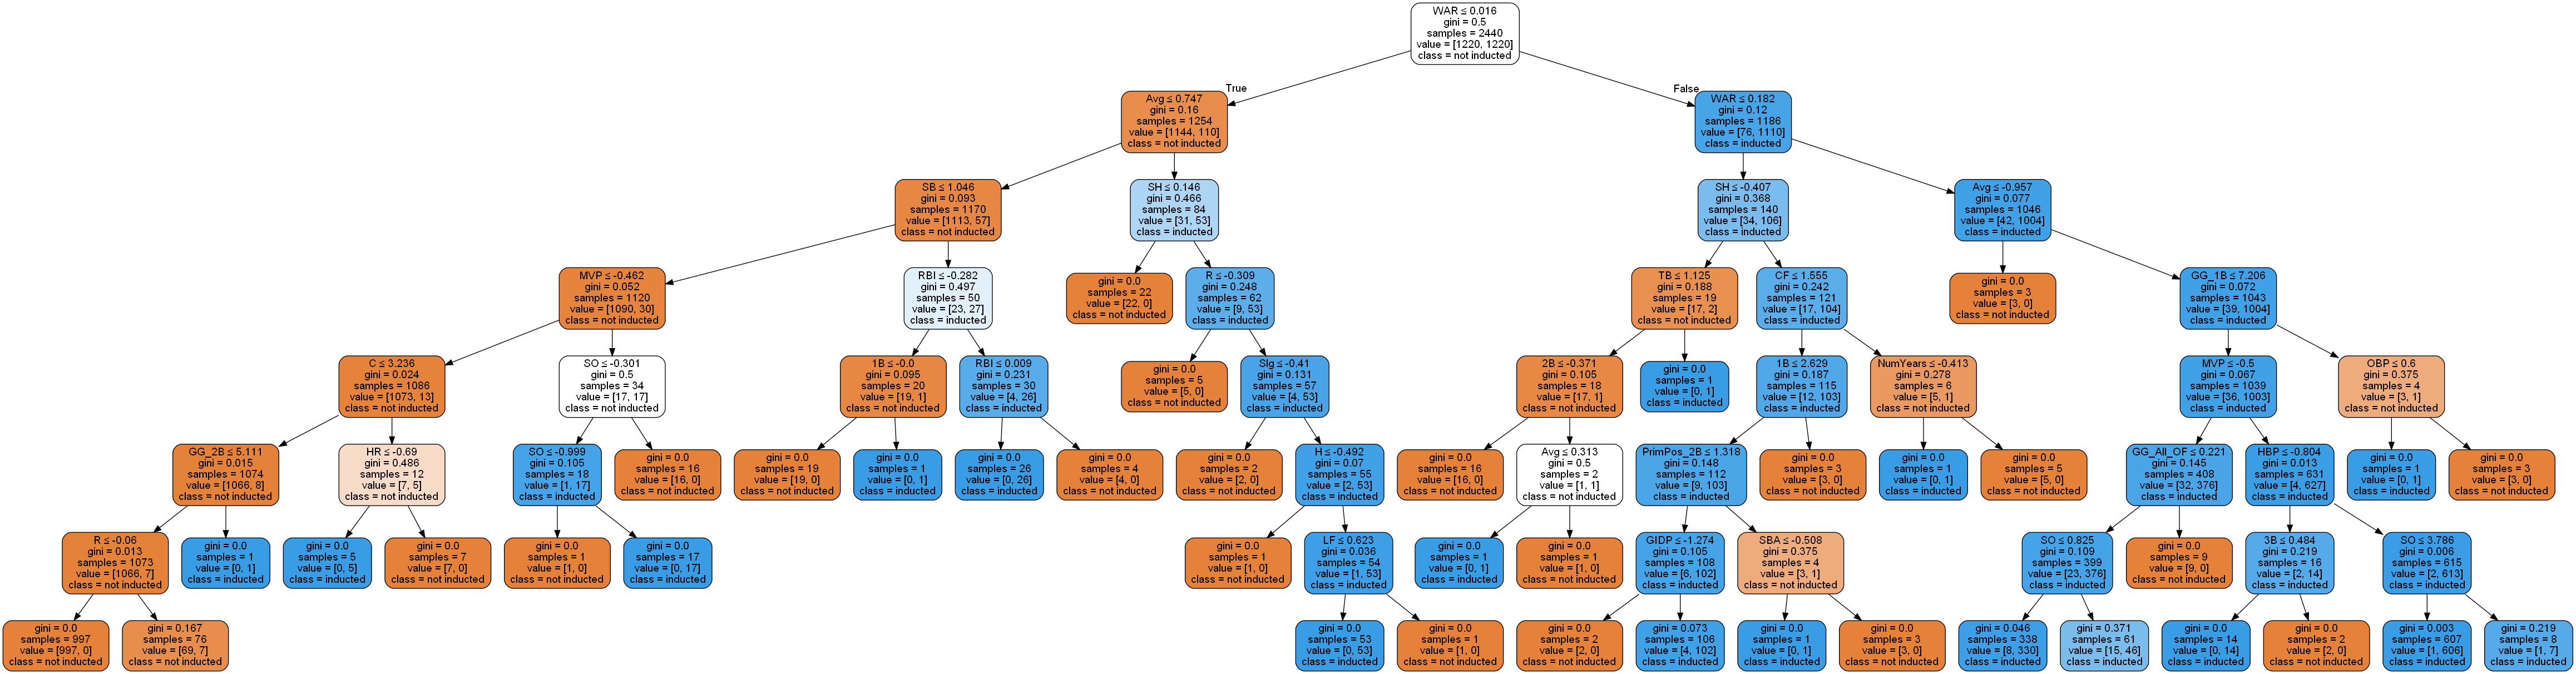 WAR ≤ 0.016
gini = 0.5
samples = 2440
value = [1220, 1220]
class = not inducted
True
False
Avg ≤ 0.747
gini = 0.16
samples = 1254
value = [1144, 110]
class = not inducted
WAR ≤ 0.182
gini = 0.12
samples = 1186
value = [76, 1110]
class = inducted
SB ≤ 1.046
gini = 0.093
samples = 1170
value = [1113, 57]
class = not inducted
SH ≤ 0.146
gini = 0.466
samples = 84
value = [31, 53]
class = inducted
SH ≤ -0.407
gini = 0.368
samples = 140
value = [34, 106]
class = inducted
Avg ≤ -0.957
gini = 0.077
samples = 1046
value = [42, 1004]
class = inducted
MVP ≤ -0.462
gini = 0.052
samples = 1120
value = [1090, 30]
class = not inducted
RBI ≤ -0.282
gini = 0.497
samples = 50
value = [23, 27]
class = inducted
gini = 0.0
samples = 22
value = [22, 0]
class = not inducted
R ≤ -0.309
gini = 0.248
samples = 62
value = [9, 53]
class = inducted
TB ≤ 1.125
gini = 0.188
samples = 19
value = [17, 2]
class = not inducted
CF ≤ 1.555
gini = 0.242
samples = 121
value = [17, 104]
class = inducted
gini = 0.0
samples = 3
value = [3, 0]
class = not inducted
GG_1B ≤ 7.206
gini = 0.072
samples = 1043
value = [39, 1004]
class = inducted
C ≤ 3.236
gini = 0.024
samples = 1086
value = [1073, 13]
class = not inducted
SO ≤ -0.301
gini = 0.5
samples = 34
value = [17, 17]
class = not inducted
1B ≤ -0.0
gini = 0.095
samples = 20
value = [19, 1]
class = not inducted
RBI ≤ 0.009
gini = 0.231
samples = 30
value = [4, 26]
class = inducted
gini = 0.0
samples = 5
value = [5, 0]
class = not inducted
Slg ≤ -0.41
gini = 0.131
samples = 57
value = [4, 53]
class = inducted
2B ≤ -0.371
gini = 0.105
samples = 18
value = [17, 1]
class = not inducted
gini = 0.0
samples = 1
value = [0, 1]
class = inducted
1B ≤ 2.629
gini = 0.187
samples = 115
value = [12, 103]
class = inducted
NumYears ≤ -0.413
gini = 0.278
samples = 6
value = [5, 1]
class = not inducted
MVP ≤ -0.5
gini = 0.067
samples = 1039
value = [36, 1003]
class = inducted
OBP ≤ 0.6
gini = 0.375
samples = 4
value = [3, 1]
class = not inducted
GG_2B ≤ 5.111
gini = 0.015
samples = 1074
value = [1066, 8]
class = not inducted
HR ≤ -0.69
gini = 0.486
samples = 12
value = [7, 5]
class = not inducted
SO ≤ -0.999
gini = 0.105
samples = 18
value = [1, 17]
class = inducted
gini = 0.0
samples = 16
value = [16, 0]
class = not inducted
gini = 0.0
samples = 19
value = [19, 0]
class = not inducted
gini = 0.0
samples = 1
value = [0, 1]
class = inducted
gini = 0.0
samples = 26
value = [0, 26]
class = inducted
gini = 0.0
samples = 4
value = [4, 0]
class = not inducted
gini = 0.0
samples = 2
value = [2, 0]
class = not inducted
H ≤ -0.492
gini = 0.07
samples = 55
value = [2, 53]
class = inducted
gini = 0.0
samples = 16
value = [16, 0]
class = not inducted
Avg ≤ 0.313
gini = 0.5
samples = 2
value = [1, 1]
class = not inducted
PrimPos_2B ≤ 1.318
gini = 0.148
samples = 112
value = [9, 103]
class = inducted
gini = 0.0
samples = 3
value = [3, 0]
class = not inducted
gini = 0.0
samples = 1
value = [0, 1]
class = inducted
gini = 0.0
samples = 5
value = [5, 0]
class = not inducted
GG_All_OF ≤ 0.221
gini = 0.145
samples = 408
value = [32, 376]
class = inducted
HBP ≤ -0.804
gini = 0.013
samples = 631
value = [4, 627]
class = inducted
gini = 0.0
samples = 1
value = [0, 1]
class = inducted
gini = 0.0
samples = 3
value = [3, 0]
class = not inducted
R ≤ -0.06
gini = 0.013
samples = 1073
value = [1066, 7]
class = not inducted
gini = 0.0
samples = 1
value = [0, 1]
class = inducted
gini = 0.0
samples = 5
value = [0, 5]
class = inducted
gini = 0.0
samples = 7
value = [7, 0]
class = not inducted
gini = 0.0
samples = 1
value = [1, 0]
class = not inducted
gini = 0.0
samples = 17
value = [0, 17]
class = inducted
gini = 0.0
samples = 1
value = [1, 0]
class = not inducted
LF ≤ 0.623
gini = 0.036
samples = 54
value = [1, 53]
class = inducted
gini = 0.0
samples = 1
value = [0, 1]
class = inducted
gini = 0.0
samples = 1
value = [1, 0]
class = not inducted
GIDP ≤ -1.274
gini = 0.105
samples = 108
value = [6, 102]
class = inducted
SBA ≤ -0.508
gini = 0.375
samples = 4
value = [3, 1]
class = not inducted
SO ≤ 0.825
gini = 0.109
samples = 399
value = [23, 376]
class = inducted
gini = 0.0
samples = 9
value = [9, 0]
class = not inducted
3B ≤ 0.484
gini = 0.219
samples = 16
value = [2, 14]
class = inducted
SO ≤ 3.786
gini = 0.006
samples = 615
value = [2, 613]
class = inducted
gini = 0.0
samples = 997
value = [997, 0]
class = not inducted
gini = 0.167
samples = 76
value = [69, 7]
class = not inducted
gini = 0.0
samples = 53
value = [0, 53]
class = inducted
gini = 0.0
samples = 1
value = [1, 0]
class = not inducted
gini = 0.0
samples = 2
value = [2, 0]
class = not inducted
gini = 0.073
samples = 106
value = [4, 102]
class = inducted
gini = 0.0
samples = 1
value = [0, 1]
class = inducted
gini = 0.0
samples = 3
value = [3, 0]
class = not inducted
gini = 0.046
samples = 338
value = [8, 330]
class = inducted
gini = 0.371
samples = 61
value = [15, 46]
class = inducted
gini = 0.0
samples = 14
value = [0, 14]
class = inducted
gini = 0.0
samples = 2
value = [2, 0]
class = not inducted
gini = 0.003
samples = 607
value = [1, 606]
class = inducted
gini = 0.219
samples = 8
value = [1, 7]
class = inducted